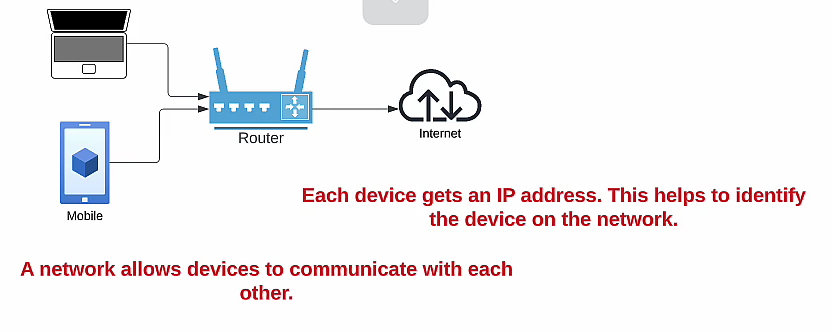 Router
Internet
Mobile
Each device gets an IP address. This helps to identify
the device on the network.
A network allows devices to communicate with each
other.